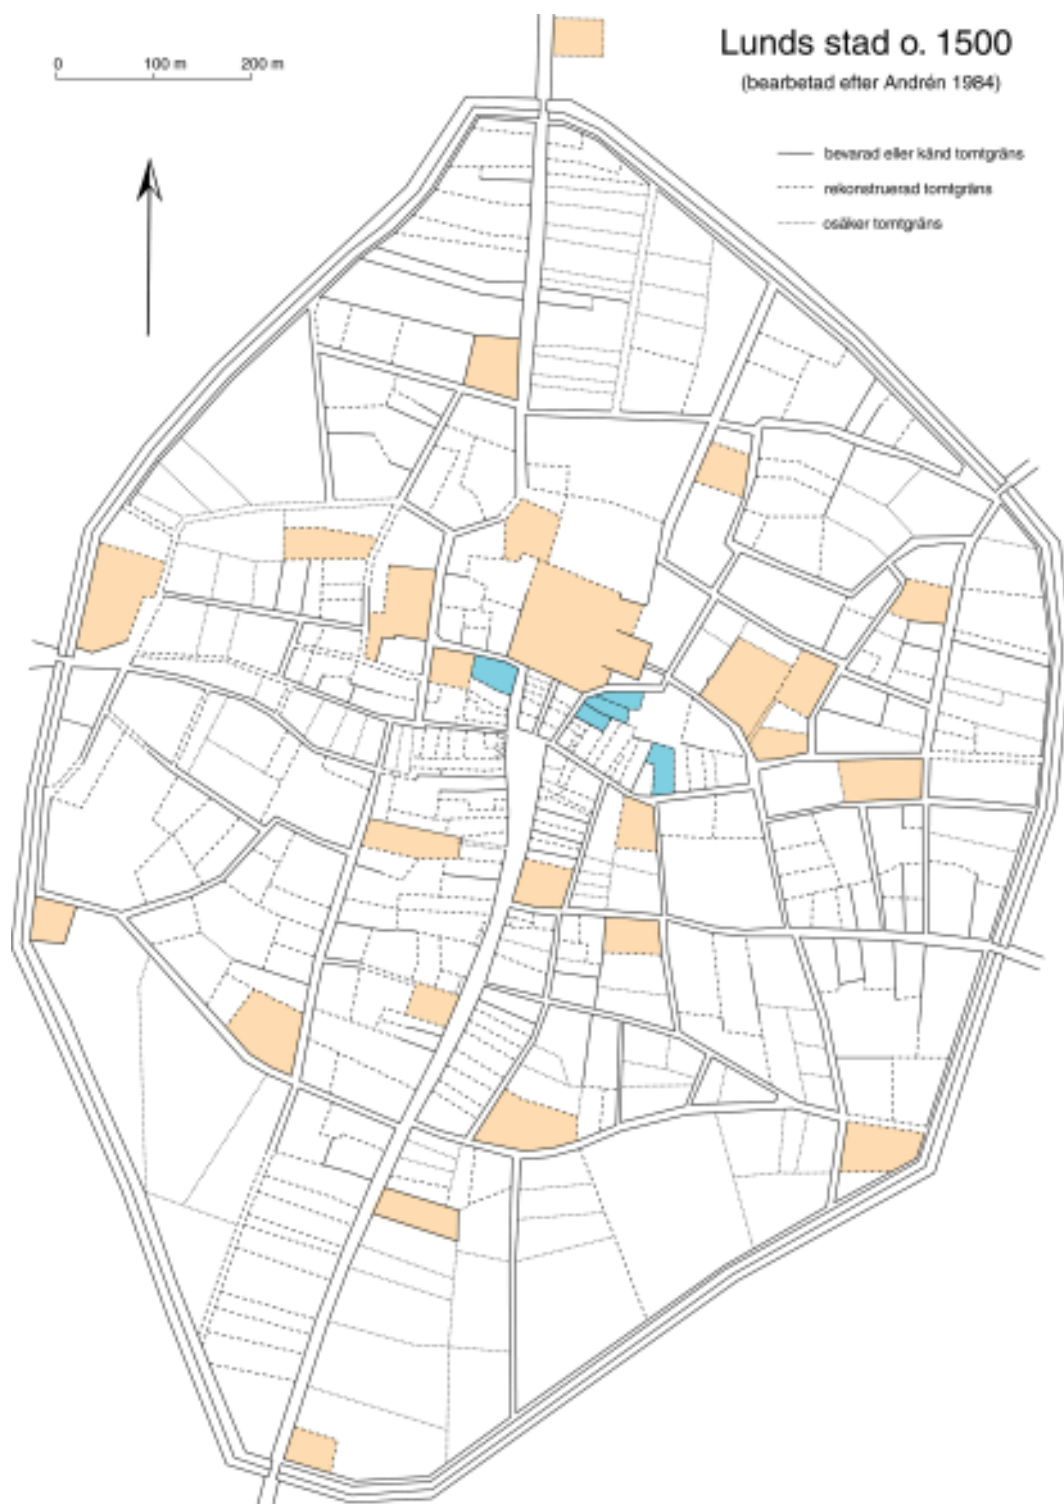 Lunds stad o. 1500
(bearbetad efter Andrén 1984)
0 100 m 200 m
bevarad eller känd tomtgräns
rekonstruerad tomtgräns
osäker tomtgräns